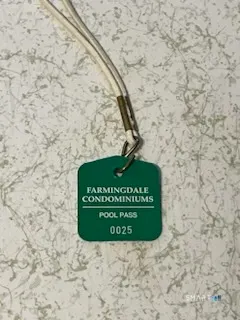 FARMINGDALE
CONDOMINIUMS
POOL PASS
0025